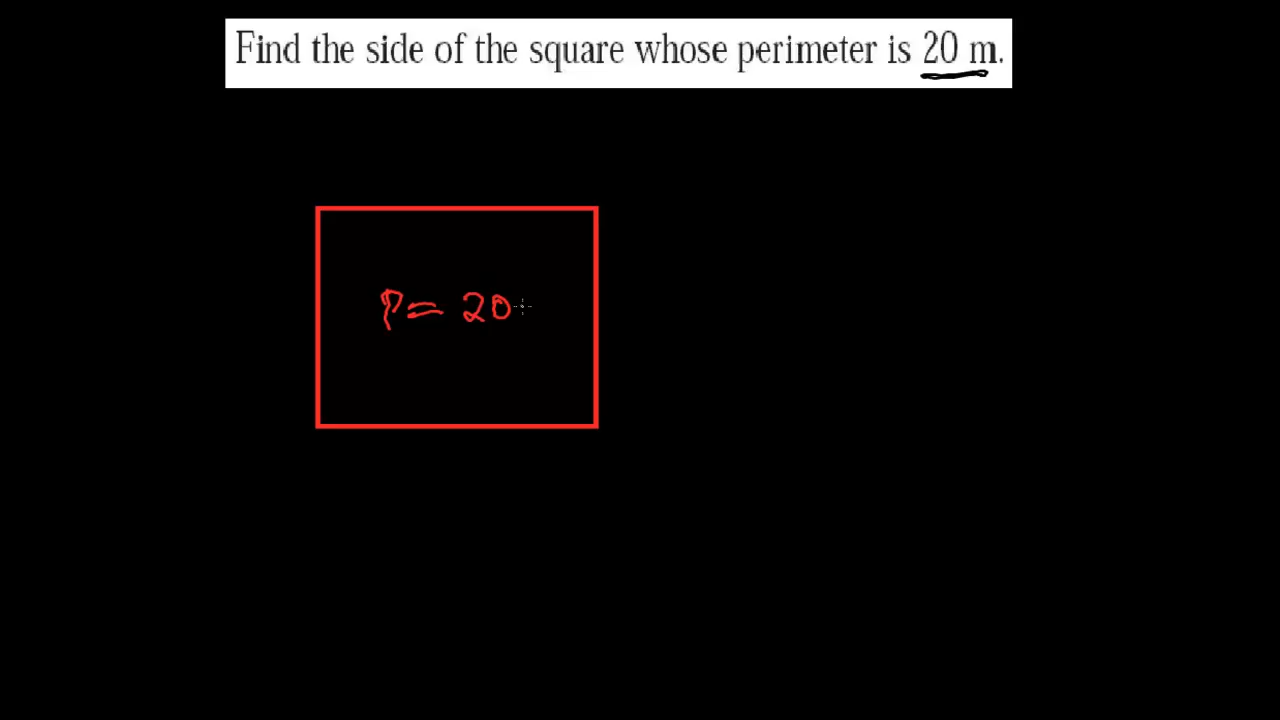 Find the side of the square whose perimeter is 20 m.
P = 20